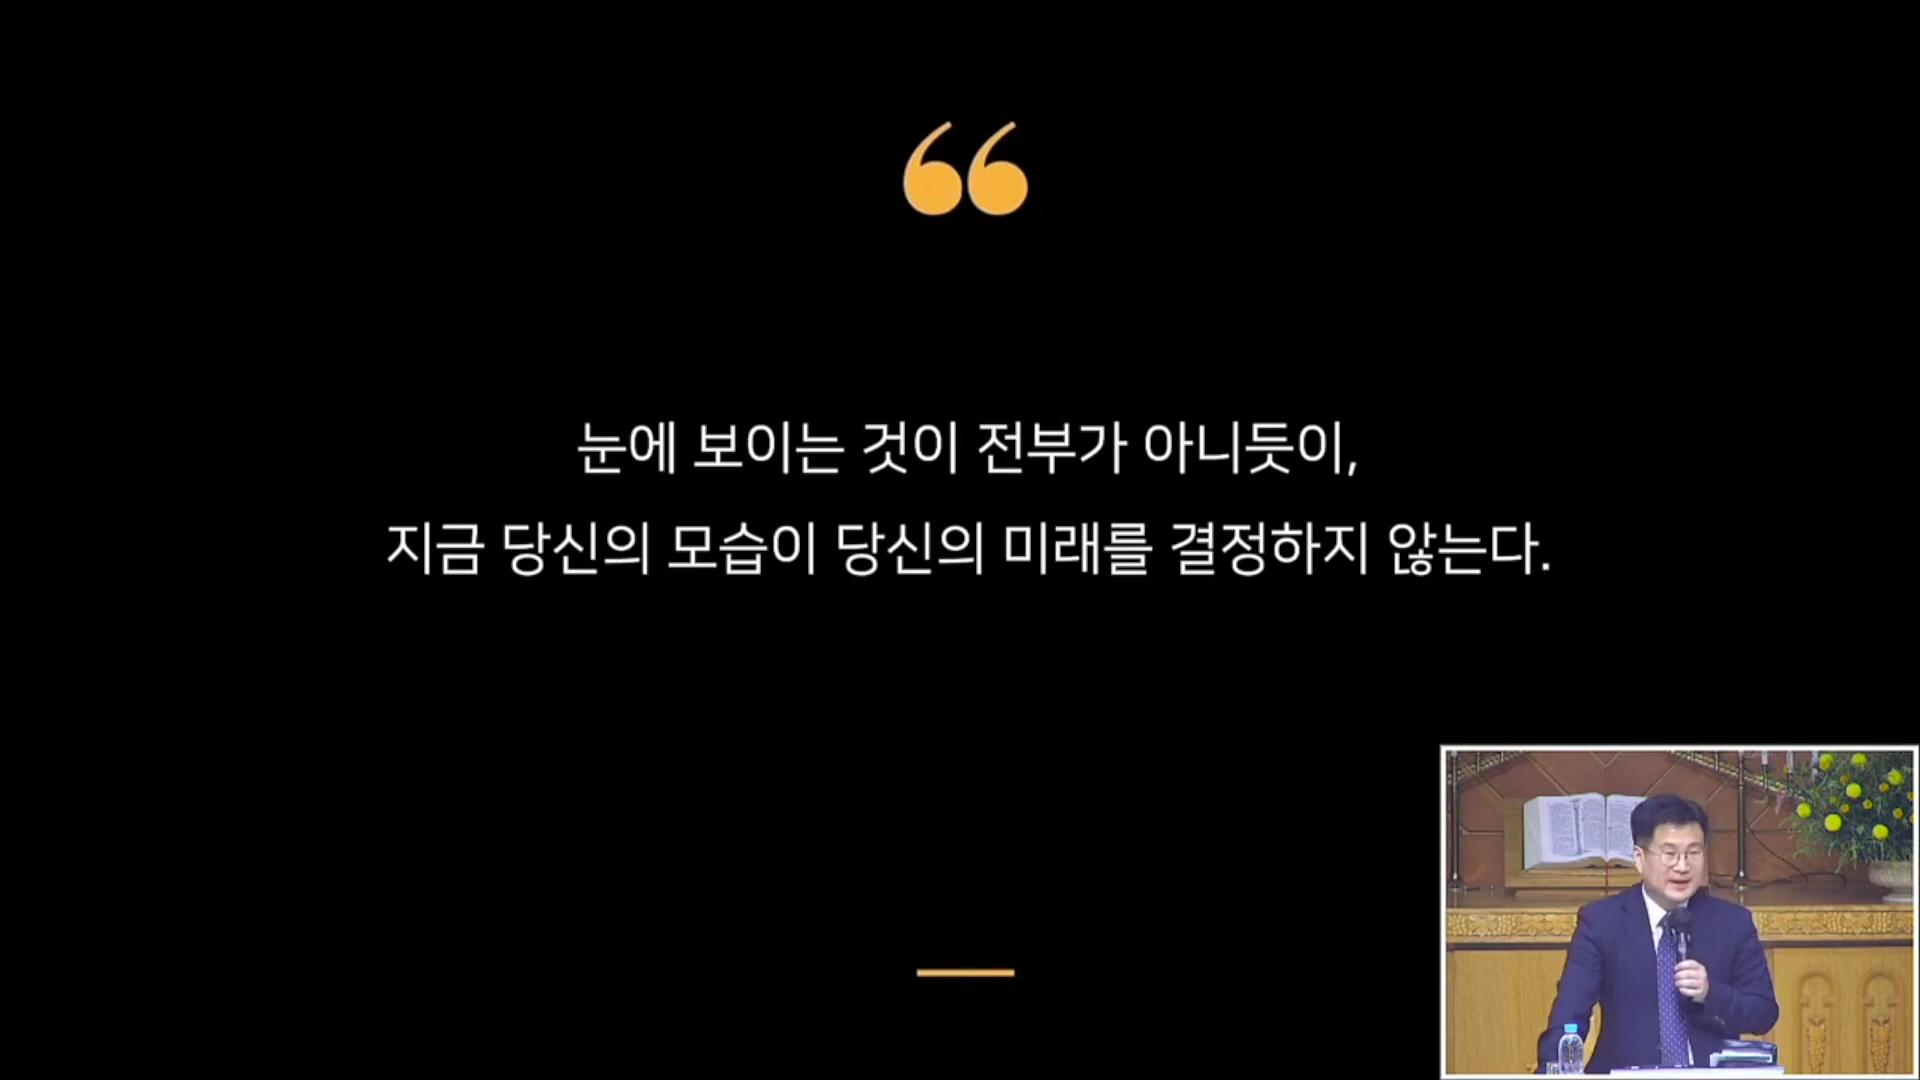 “
눈에 보이는 것이 전부가 아니듯이,
지금 당신의 모습이 당신의 미래를 결정하지 않는다.